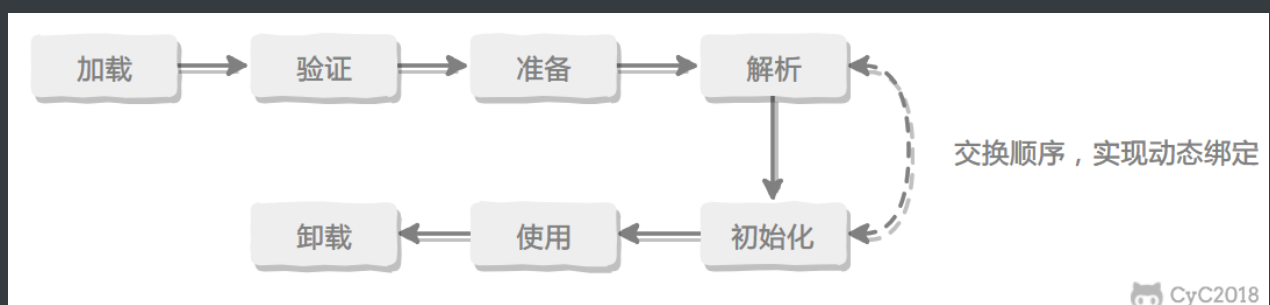 加载
验证
准备
解析
交换顺序，实现动态绑定
卸载
使用
初始化
CyC2018